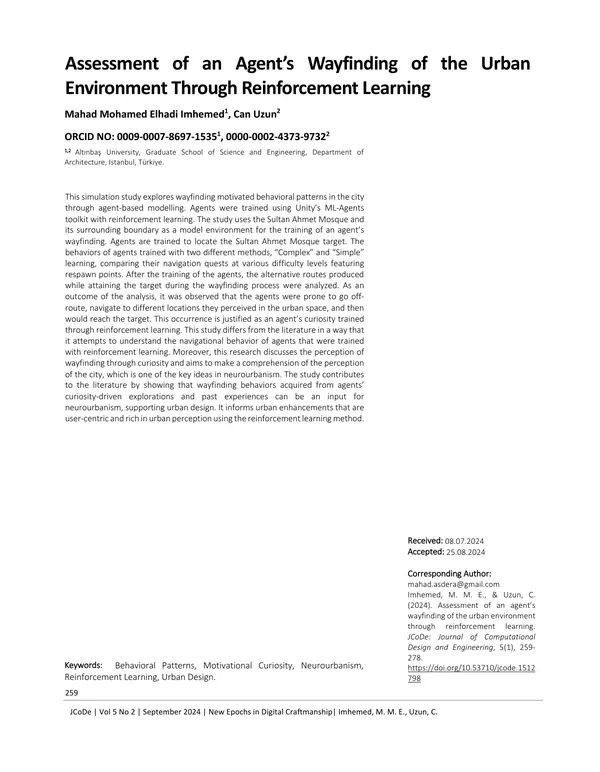 Assessment of an Agent’s Wayfinding of the Urban
Environment Through Reinforcement Learning
Mahad Mohamed Elhadi Imhemed1, Can Uzun2
ORCID NO: 0009-0007-8697-15351, 0000-0002-4373-97322
1,2 Altınbaş University, Graduate School of Science and Engineering, Department of
Architecture, Istanbul, Türkiye.
This simulation study explores wayfinding motivated behavioral patterns in the city
through agent-based modelling. Agents were trained using Unity’s ML-Agents
toolkit with reinforcement learning. The study uses the Sultan Ahmet Mosque and
its surrounding boundary as a model environment for the training of an agent’s
wayfinding. Agents are trained to locate the Sultan Ahmet Mosque target. The
behaviors of agents trained with two different methods, “Complex” and “Simple”
learning, comparing their navigation quests at various difficulty levels featuring
respawn points. After the training of the agents, the alternative routes produced
while attaining the target during the wayfinding process were analyzed. As an
outcome of the analysis, it was observed that the agents were prone to go off-
route, navigate to different locations they perceived in the urban space, and then
would reach the target. This occurrence is justified as an agent’s curiosity trained
through reinforcement learning. This study differs from the literature in a way that
it attempts to understand the navigational behavior of agents that were trained
with reinforcement learning. Moreover, this research discusses the perception of
wayfinding through curiosity and aims to make a comprehension of the perception
of the city, which is one of the key ideas in neurourbanism. The study contributes
to the literature by showing that wayfinding behaviors acquired from agents’
curiosity-driven explorations and past experiences can be an input for
neurourbanism, supporting urban design. It informs urban enhancements that are
user-centric and rich in urban perception using the reinforcement learning method.
Received: 08.07.2024
Accepted: 25.08.2024
Corresponding Author:
mahad.asdera@gmail.com
Imhemed, M. M. E., & Uzun, C.
(2024). Assessment of an agent’s
wayfinding of the urban environment
through reinforcement learning.
JCoDe: Journal of Computational
Design and Engineering, 5(1), 259-
278.
https://doi.org/10.53710/jcode.1512
798
Keywords: Behavioral Patterns, Motivational Curiosity, Neurourbanism,
Reinforcement Learning, Urban Design.
259
JCoDe | Vol 5 No 2 | September 2024 | New Epochs in Digital Craftmanship| Imhemed, M. M. E., Uzun, C.